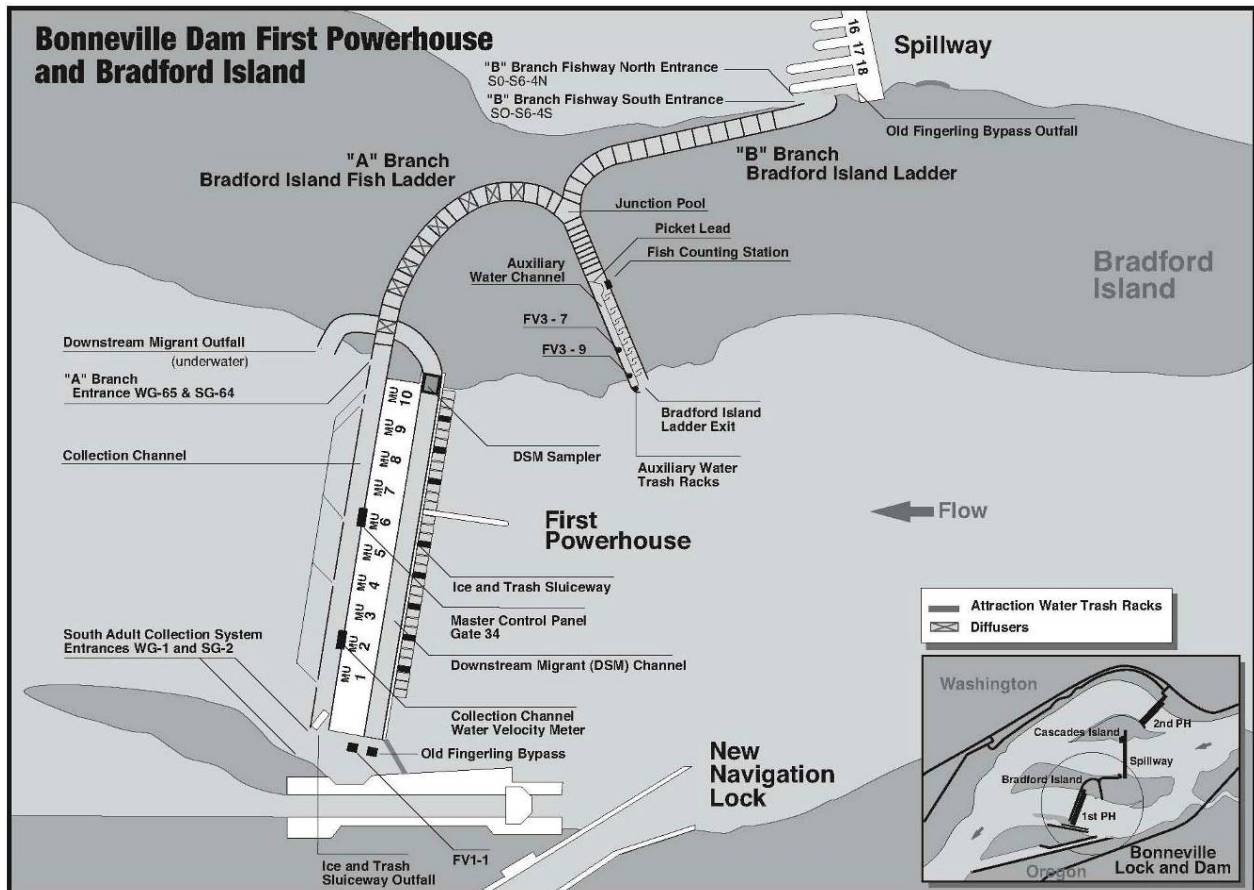 Bonneville Dam First Powerhouse
and Bradford Island
16
17
18
Spillway
"B" Branch Fishway North Entrance
S0-S6-4N
"B" Branch Fishway South Entrance
SO-S6-4S
Old Fingerling Bypass Outfall
"A" Branch
Bradford Island Fish Ladder
"B" Branch
Bradford Island Ladder
Junction Pool
Picket Lead
Fish Counting Station
Auxiliary
Water Channel
Bradford
Island
FV3 - 7
FV3 - 9
Downstream Migrant Outfall
(underwater)
"A" Branch
Entrance WG-65 & SG-64
Bradford Island
Ladder Exit
DSM Sampler
Auxiliary Water
Trash Racks
Collection Channel
MU 10
MU 9
MU 8
MU 7
MU 6
MU 5
MU 4
MU 3
MU 2
MU 1
First
Powerhouse
Flow
Ice and Trash Sluiceway
Master Control Panel
Gate 34
Downstream Migrant (DSM) Channel
South Adult Collection System
Entrances WG-1 and SG-2
Collection Channel
Water Velocity Meter
Old Fingerling Bypass
New
Navigation
Lock
FV1-1
Ice and Trash
Sluiceway Outfall
Attraction Water Trash Racks
Diffusers
Washington
2nd PH
Cascades Island
Spillway
Bradford Island
1st PH
Bonneville
Lock and Dam
Oregon